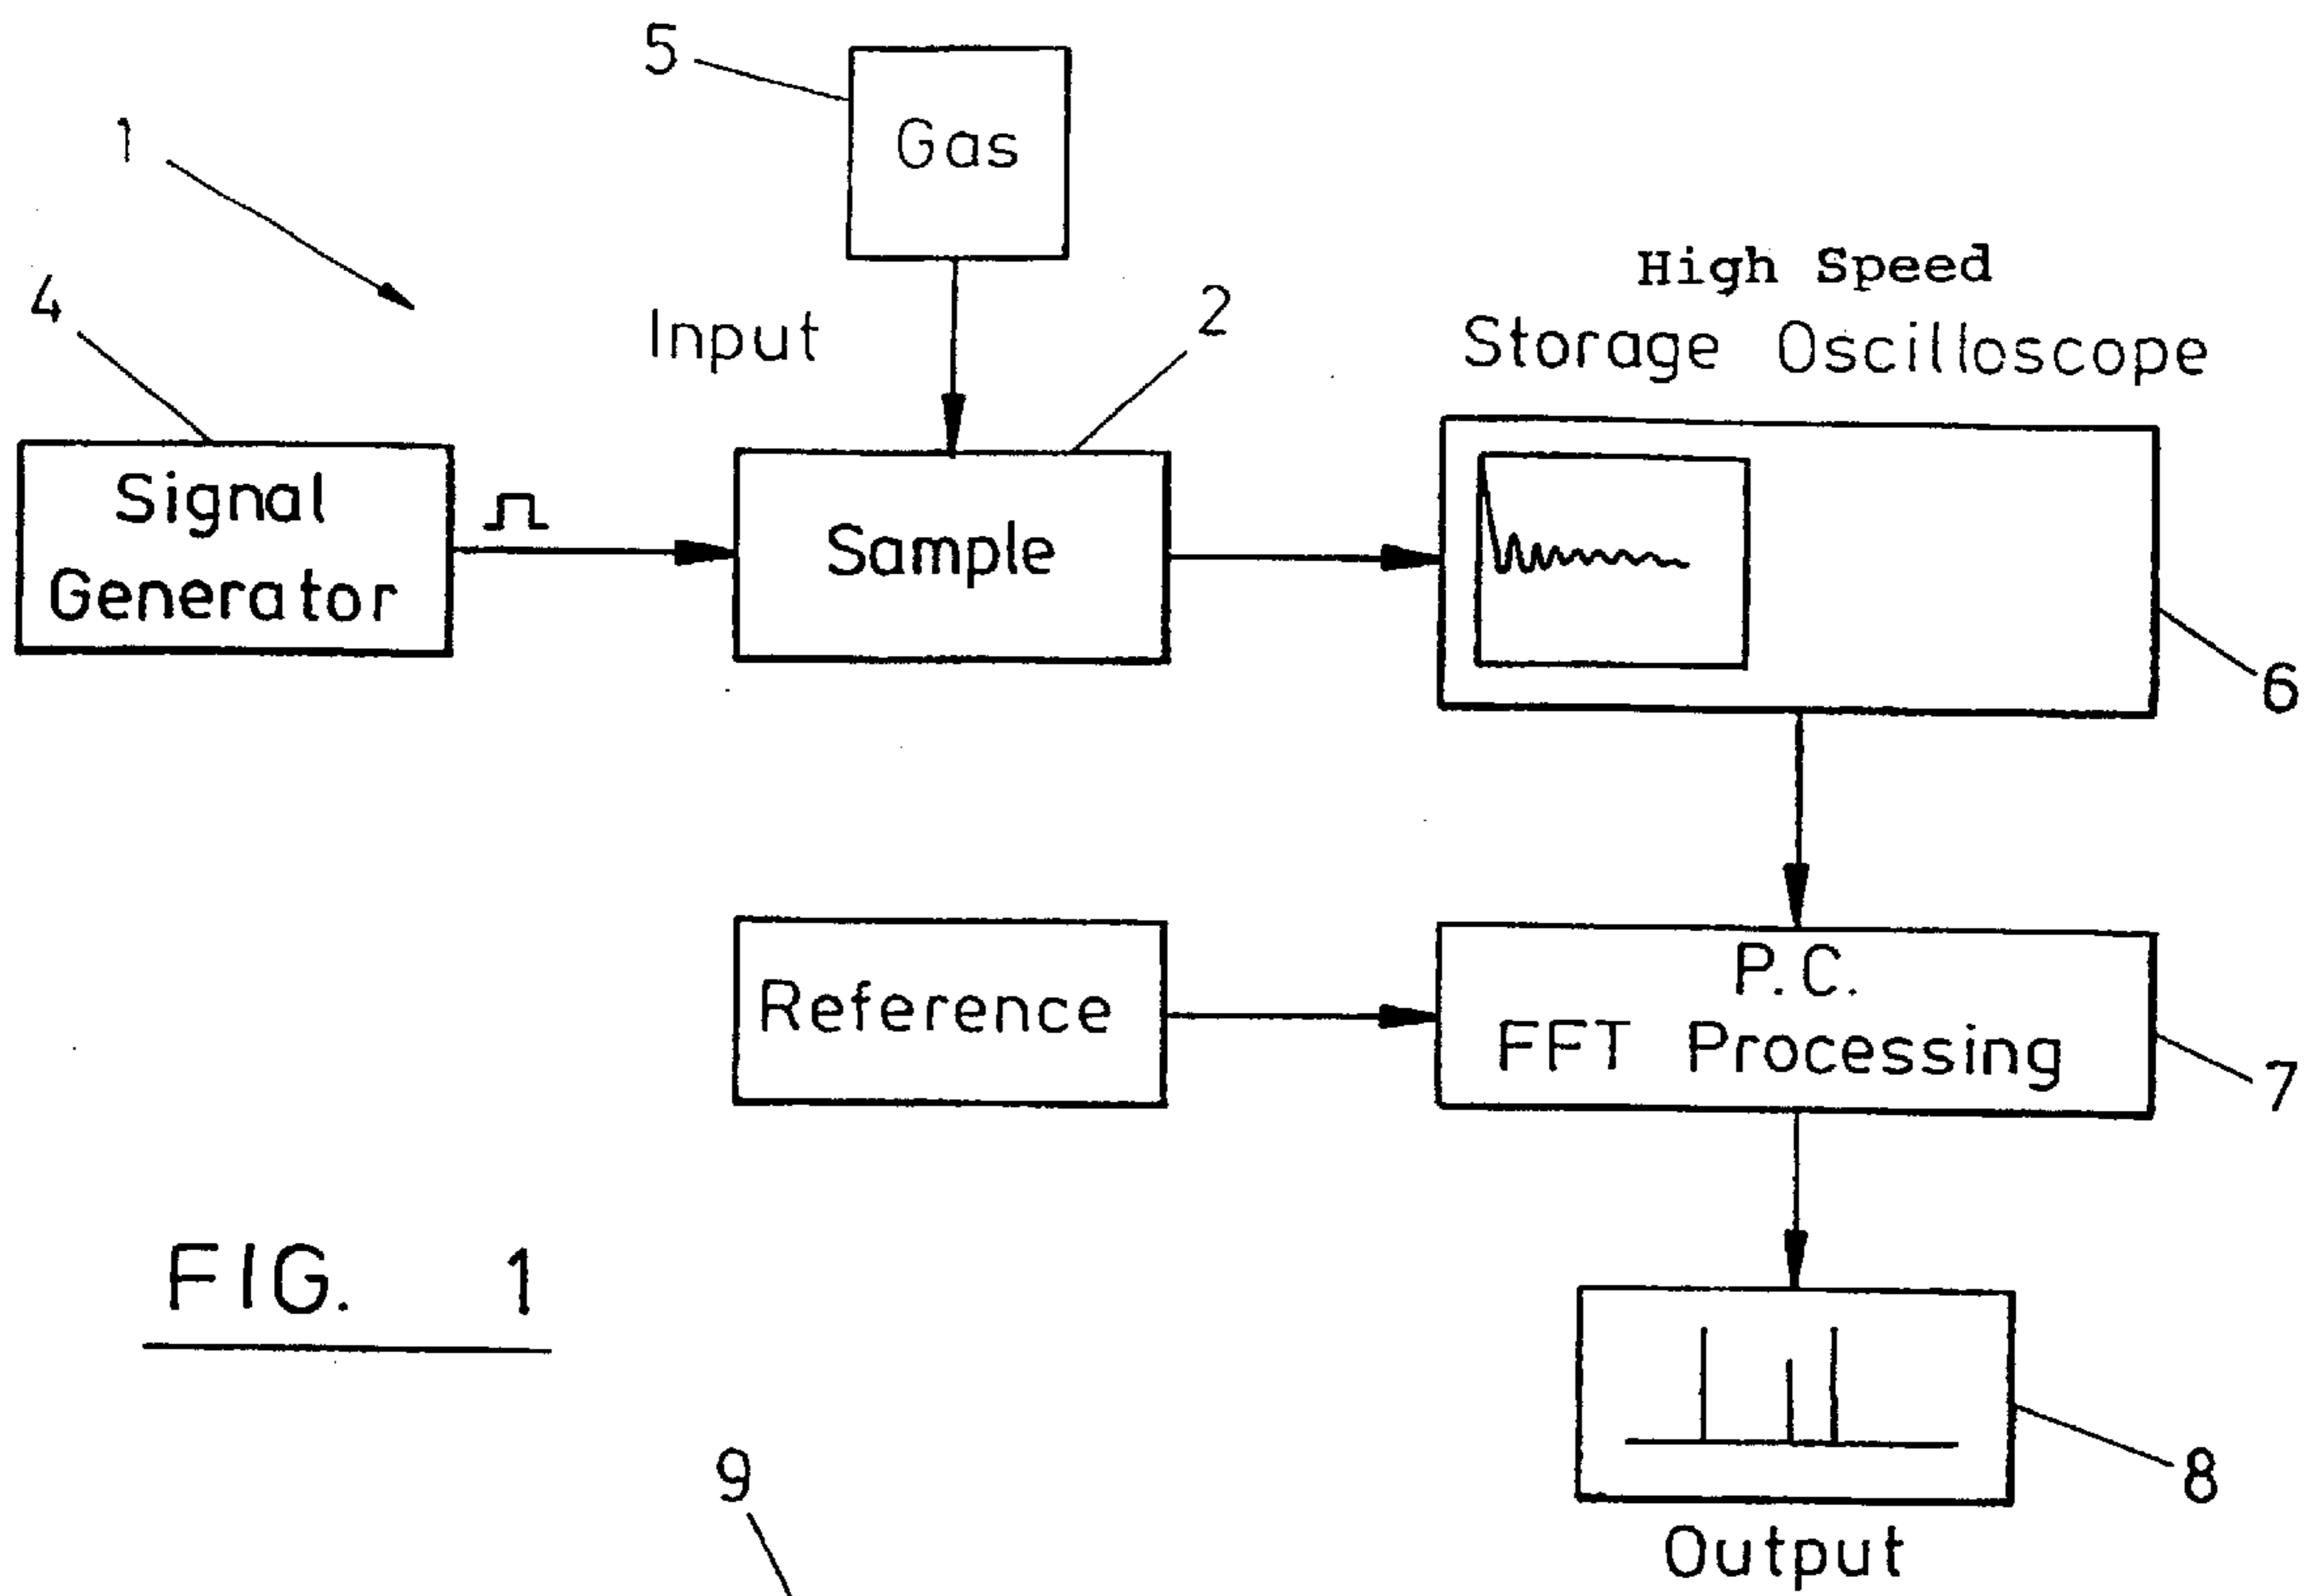 5
Gas
1
4
Input
2
High Speed
Storage Oscilloscope
Signal
Generator
Sample
6
Reference
P.C.
FFT Processing
7
FIG. 1
8
9
Output